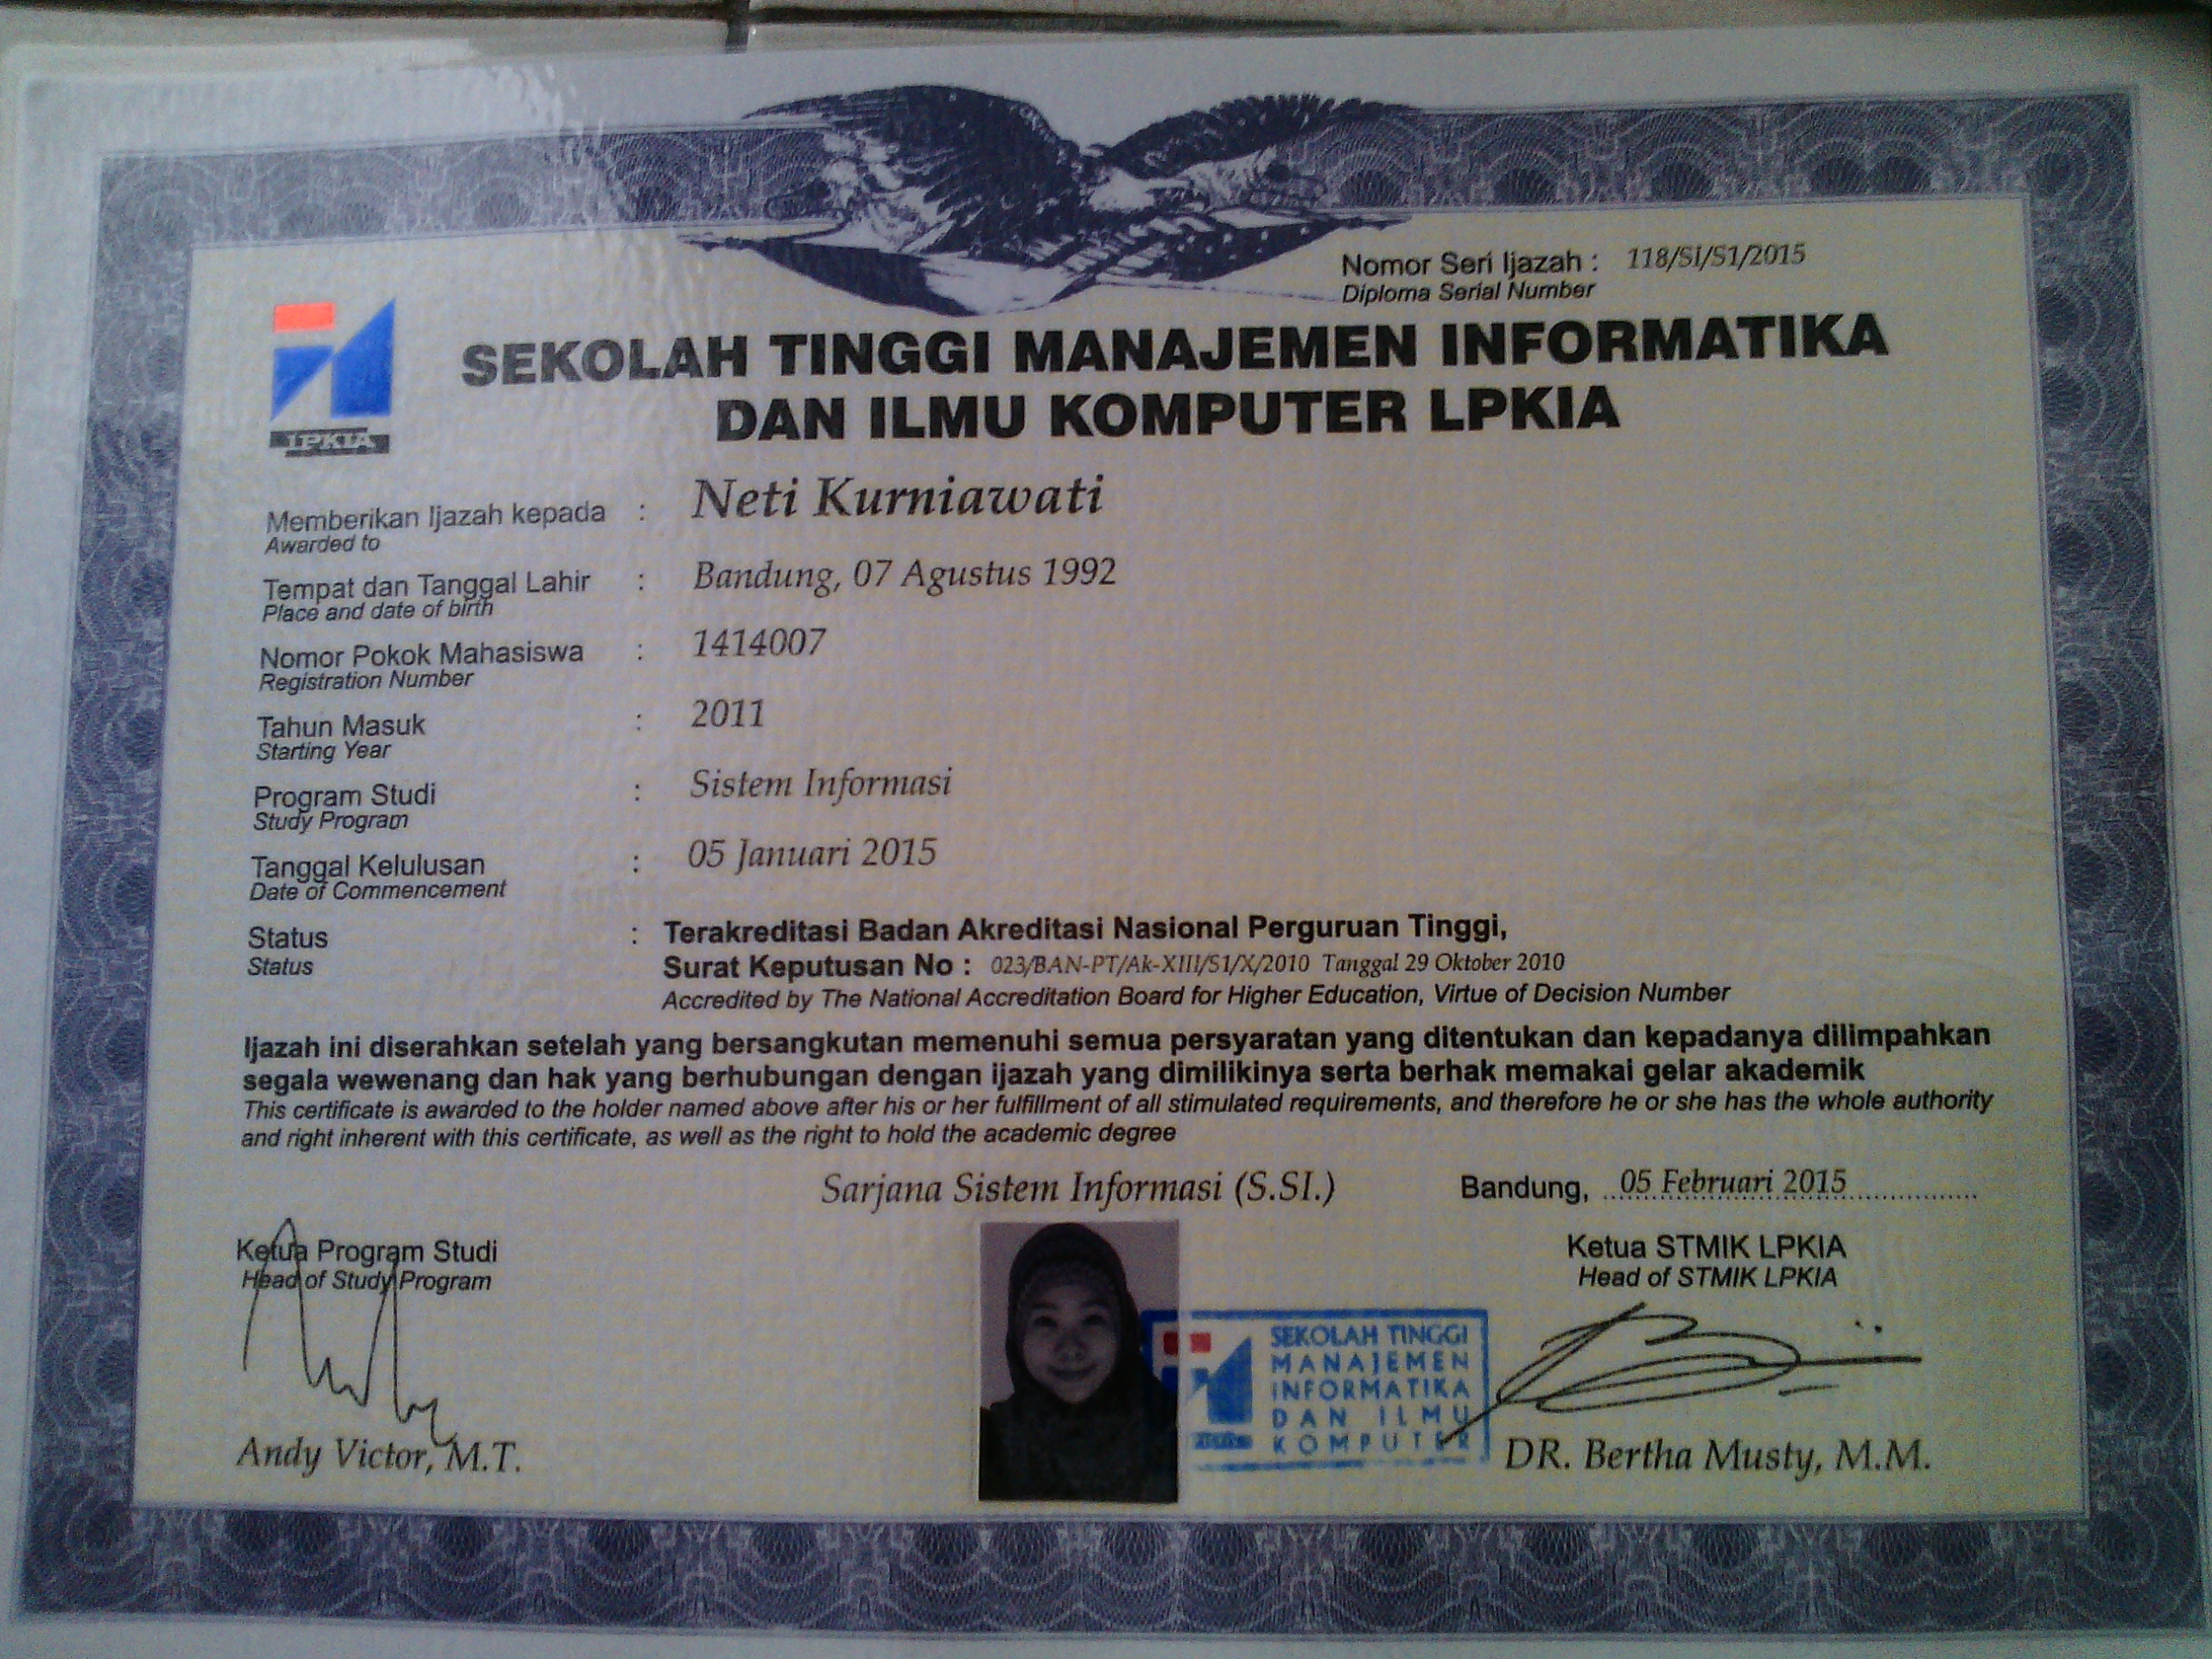 Nomor Seri Ijazah : 118/SI/S1/2015
Diploma Serial Number
LPKIA
SEKOLAH TINGGI MANAJEMEN INFORMATIKA
DAN ILMU KOMPUTER LPKIA
Memberikan Ijazah kepada : Neti Kurniawati
Awarded to
Tempat dan Tanggal Lahir : Bandung, 07 Agustus 1992
Place and date of birth
Nomor Pokok Mahasiswa : 1414007
Registration Number
Tahun Masuk : 2011
Starting Year
Program Studi : Sistem Informasi
Study Program
Tanggal Kelulusan : 05 Januari 2015
Date of Commencement
Status : Terakreditasi Badan Akreditasi Nasional Perguruan Tinggi,
Status Surat Keputusan No : 023/BAN-PT/Ak-XIII/S1/X/2010 Tanggal 29 Oktober 2010
Accredited by The National Accreditation Board for Higher Education, Virtue of Decision Number
Ijazah ini diserahkan setelah yang bersangkutan memenuhi semua persyaratan yang ditentukan dan kepadanya dilimpahkan
segala wewenang dan hak yang berhubungan dengan ijazah yang dimilikinya serta berhak memakai gelar akademik
This certificate is awarded to the holder named above after his or her fulfillment of all stimulated requirements, and therefore he or she has the whole authority
and right inherent with this certificate, as well as the right to hold the academic degree
Sarjana Sistem Informasi (S.SI.)
Bandung, 05 Februari 2015
Ketua Program Studi
Head of Study Program
Andy Victor, M.T.
SEKOLAH TINGGI
MANAJEMEN
INFORMATIKA
DAN ILMU
KOMPUTER
Ketua STMIK LPKIA
Head of STMIK LPKIA
DR. Bertha Musty, M.M.